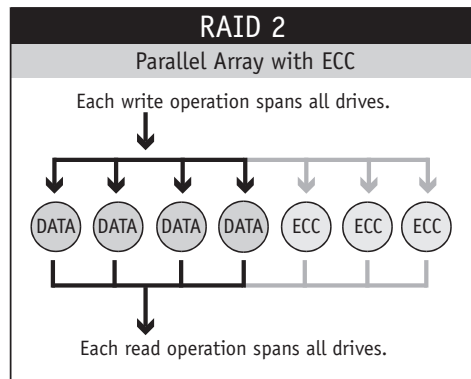 RAID 2
Parallel Array with ECC
Each write operation spans all drives.
DATA DATA DATA DATA ECC ECC ECC
Each read operation spans all drives.